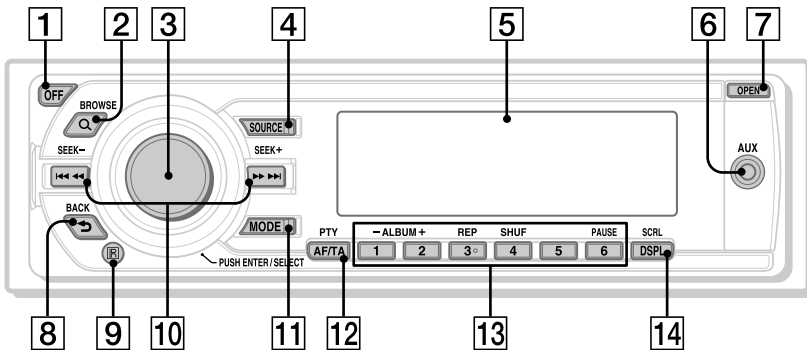 1 2 3 4 5 6 7
OFF
BROWSE
SOURCE
OPEN
SEEK− SEEK+
AUX
BACK
MODE
PTY − ALBUM + REP SHUF PAUSE SCRL
AF/TA 1 2 3 4 5 6 DSPL
R
PUSH ENTER / SELECT
8 9 10 11 12 13 14